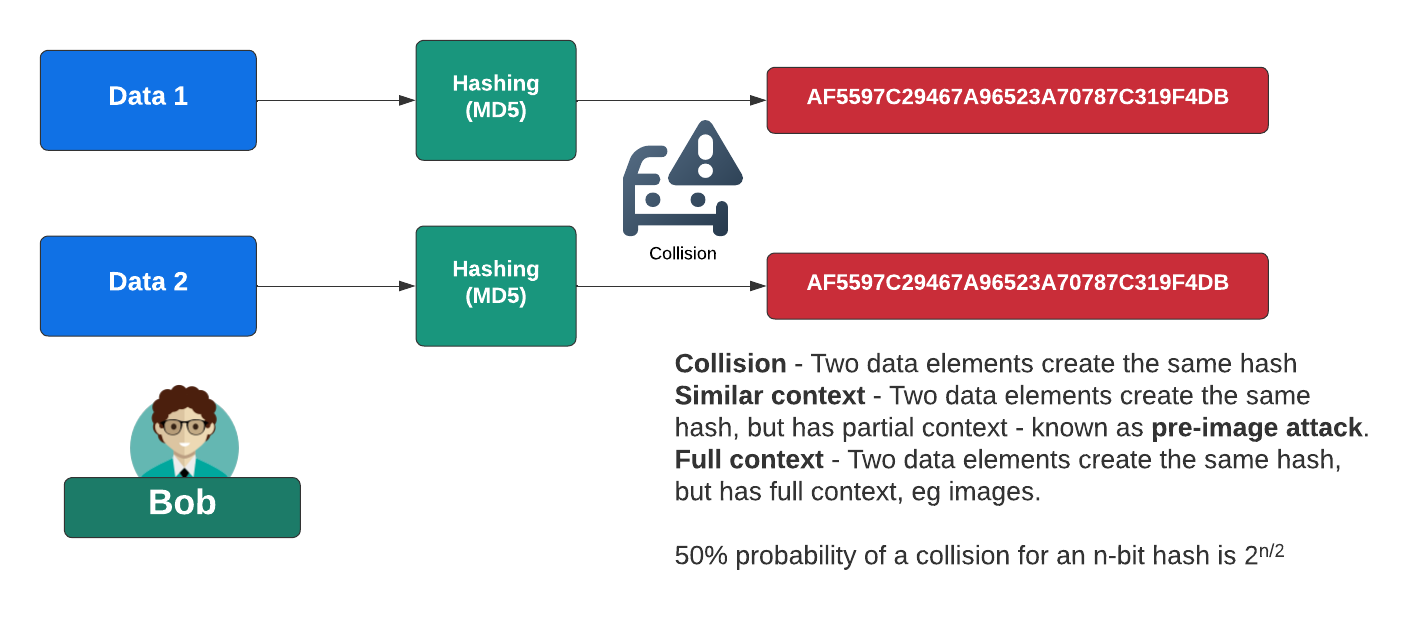 Data 1
Hashing
(MD5)
AF5597C29467A96523A70787C319F4DB
Collision
Data 2
Hashing
(MD5)
AF5597C29467A96523A70787C319F4DB
Collision - Two data elements create the same hash
Similar context - Two data elements create the same
hash, but has partial context - known as pre-image attack.
Full context - Two data elements create the same hash,
but has full context, eg images.
50% probability of a collision for an n-bit hash is 2^n/2
Bob